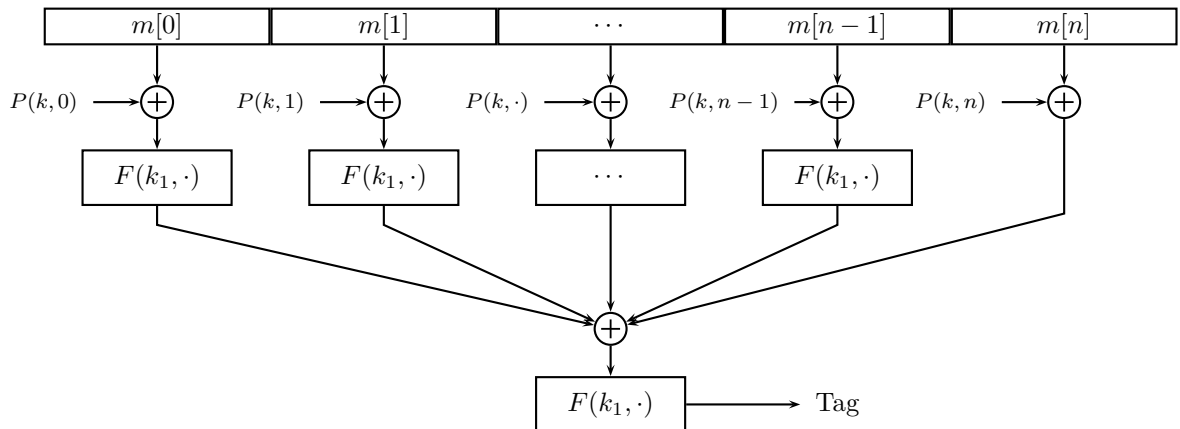 m[0] m[1] ··· m[n − 1] m[n]
P(k, 0) P(k, 1) P(k, ·) P(k, n − 1) P(k, n)
F(k₁, ·) F(k₁, ·) ··· F(k₁, ·)
F(k₁, ·) Tag